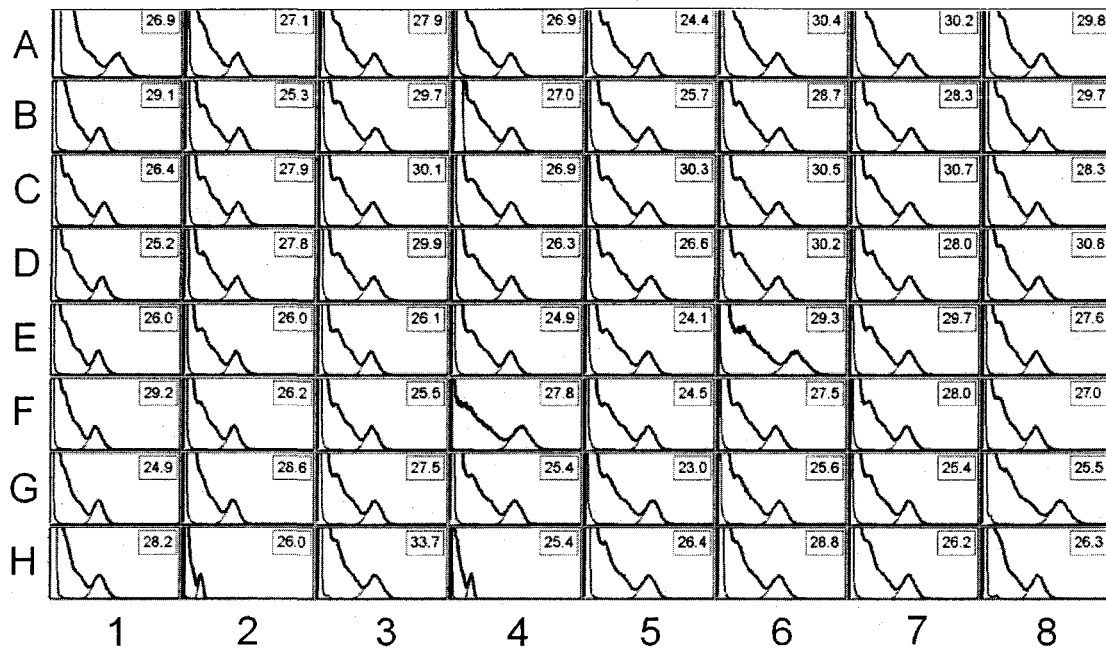 A 26.9 27.1 27.9 26.9 24.4 30.4 30.2 29.8
B 29.1 25.3 29.7 27.0 25.7 28.7 28.3 29.7
C 26.4 27.9 30.1 26.9 30.3 30.5 30.7 28.3
D 25.2 27.8 29.9 26.3 26.6 30.2 28.0 30.8
E 26.0 26.0 26.1 24.9 24.1 29.3 29.7 27.6
F 29.2 26.2 25.5 27.8 24.5 27.5 28.0 27.0
G 24.9 28.6 27.5 25.4 23.0 25.6 25.4 25.5
H 28.2 26.0 33.7 25.4 26.4 28.8 26.2 26.3
1 2 3 4 5 6 7 8